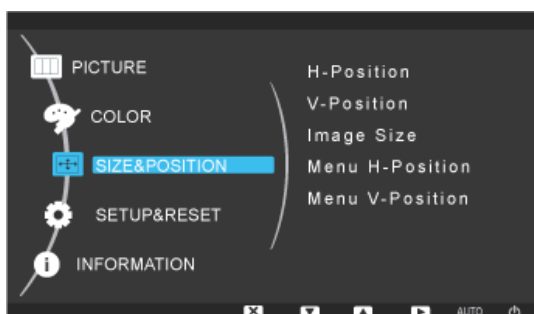 PICTURE
COLOR
SIZE&POSITION
SETUP&RESET
INFORMATION
H-Position
V-Position
Image Size
Menu H-Position
Menu V-Position
AUTO